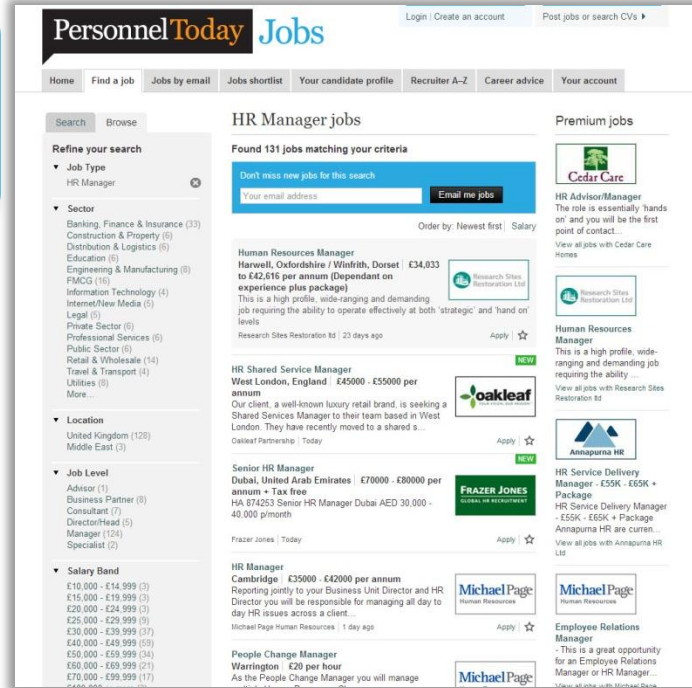 PersonnelToday Jobs
Login | Create an account
Post jobs or search CVs
Home
Find a job
Jobs by email
Jobs shortlist
Your candidate profile
Recruiter A–Z
Career advice
Your account
Search
Browse
Refine your search
Job Type
HR Manager
Sector
Banking, Finance & Insurance (33)
Construction & Property (6)
Distribution & Logistics (6)
Education (6)
Engineering & Manufacturing (8)
FMCG (16)
Information Technology (4)
Internet/New Media (5)
Legal (5)
Private Sector (6)
Professional Services (6)
Public Sector (6)
Retail & Wholesale (14)
Travel & Transport (4)
Utilities (8)
More...
Location
United Kingdom (128)
Middle East (3)
Job Level
Advisor (1)
Business Partner (8)
Consultant (7)
Director/Head (5)
Manager (124)
Specialist (2)
Salary Band
£10,000 - £14,999 (3)
£15,000 - £19,999 (3)
£20,000 - £24,999 (3)
£25,000 - £29,999 (9)
£30,000 - £39,999 (37)
£40,000 - £49,999 (59)
£50,000 - £59,999 (34)
£60,000 - £69,999 (21)
£70,000 - £99,999 (17)
HR Manager jobs
Found 131 jobs matching your criteria
Don't miss new jobs for this search
Your email address
Email me jobs
Order by: Newest first | Salary
Human Resources Manager
Harwell, Oxfordshire / Winfrith, Dorset | £34,033
to £42,616 per annum (Dependant on
experience plus package)
This is a high profile, wide-ranging and demanding
job requiring the ability to operate effectively at both 'strategic' and 'hand on'
levels
Research Sites Restoration ltd | 23 days ago
Apply
Research Sites
Restoration Ltd
NEW
HR Shared Service Manager
West London, England | £45000 - £55000 per
annum
Our client, a well-known luxury retail brand, is seeking a
Shared Services Manager to their team based in West
London. They have recently moved to a shared s...
Oakleaf Partnership | Today
Apply
oakleaf
NEW
Senior HR Manager
Dubai, United Arab Emirates | £70000 - £80000 per
annum + Tax free
HA 874253 Senior HR Manager Dubai AED 30,000 -
40,000 p/month
Frazer Jones | Today
Apply
FRAZER JONES
GLOBAL HR RECRUITMENT
HR Manager
Cambridge | £35000 - £42000 per annum
Reporting jointly to your Business Unit Director and HR
Director you will be responsible for managing all day to
day HR issues across a client...
Michael Page Human Resources | 1 day ago
Apply
Michael Page
Human Resources
People Change Manager
Warrington | £20 per hour
As the People Change Manager you will manage
Michael Page
Premium jobs
Cedar Care
HR Advisor/Manager
The role is essentially 'hands
on' and you will be the first
point of contact...
View all jobs with Cedar Care
Homes
Research Sites
Restoration Ltd
Human Resources
Manager
This is a high profile, wide-
ranging and demanding job
requiring the ability ...
View all jobs with Research Sites
Restoration ltd
Annapurna HR
HR Service Delivery
Manager - £55K - £65K +
Package
HR Service Delivery Manager
- £55K - £65K + Package
Annapurna HR are curren...
View all jobs with Annapurna HR
Ltd
Michael Page
Human Resources
Employee Relations
Manager
- This is a great opportunity
for an Employee Relations
Manager or HR Manager...
View all jobs with Michael Page